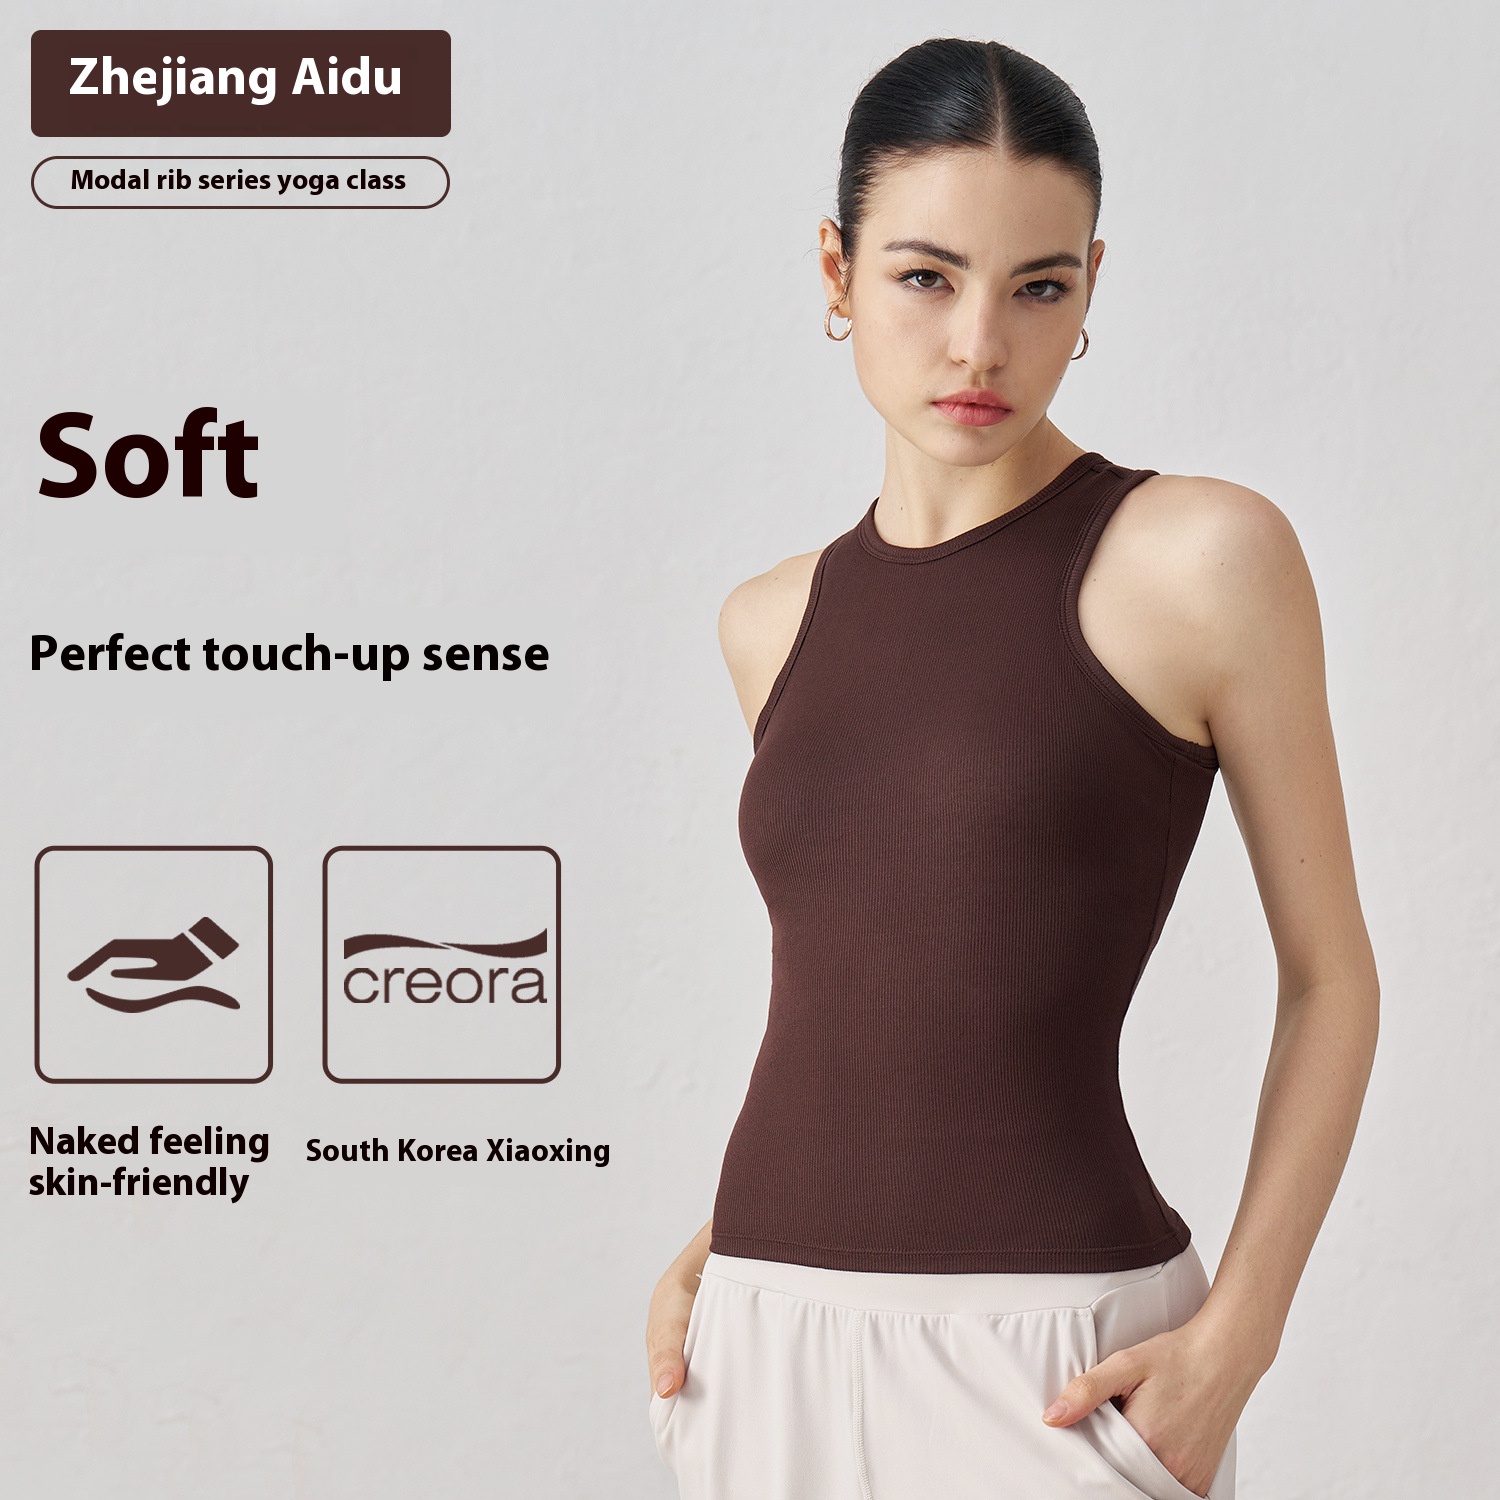 Zhejiang Aidu
Modal rib series yoga class
Soft
Perfect touch-up sense
creora
Naked feeling
skin-friendly
South Korea Xiaoxing